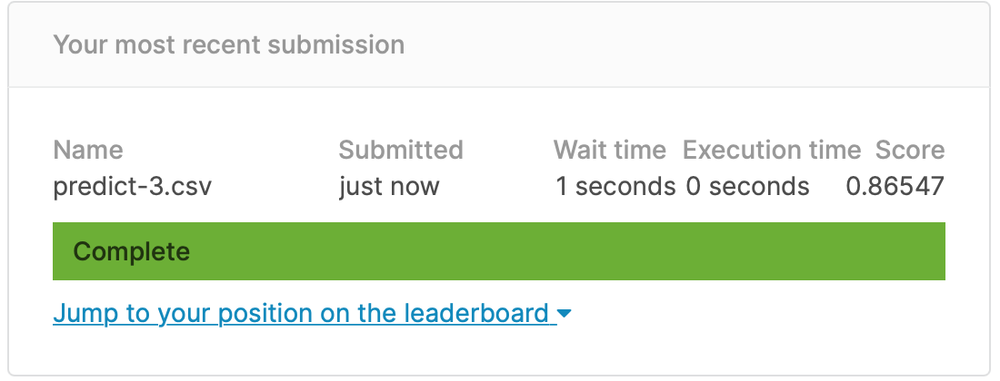 Your most recent submission
Name Submitted Wait time Execution time Score
predict-3.csv just now 1 seconds 0 seconds 0.86547
Complete
Jump to your position on the leaderboard